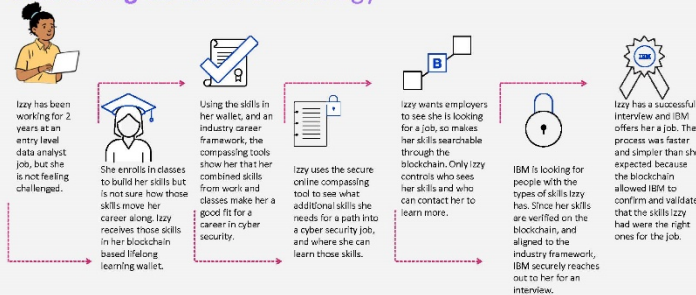 Izzy has been
working for 2
years at an
entry level
data analyst
job, but she
is not feeling
challenged.
She enrolls in classes
to build her skills but
is not sure how those
skills move her
career along. Izzy
receives those skills
in her blockchain
based lifelong
learning wallet.
Using the skills in
her wallet, and an
industry career
framework, the
compassing tools
show her that her
combined skills
from work and
classes make her a
good fit for a
career in cyber
security.
Izzy uses the secure
online compassing
tool to see what
additional skills she
needs for a path into
a cyber security job,
and where she can
learn those skills.
B
Izzy wants employers
to see she is looking
for a job, so makes
her skills searchable
through the
blockchain. Only Izzy
controls who sees
her skills and who
can contact her to
learn more.
IBM is looking for
people with the
types of skills Izzy
has. Since her skills
are verified on the
blockchain, and
aligned to the
industry framework,
IBM securely reaches
out to her for an
interview.
IBM
Izzy has a successful
interview and IBM
offers her a job. The
process was faster
and simpler than she
expected because
the blockchain
allowed IBM to
confirm and validate
that the skills Izzy
had were the right
ones for the job.